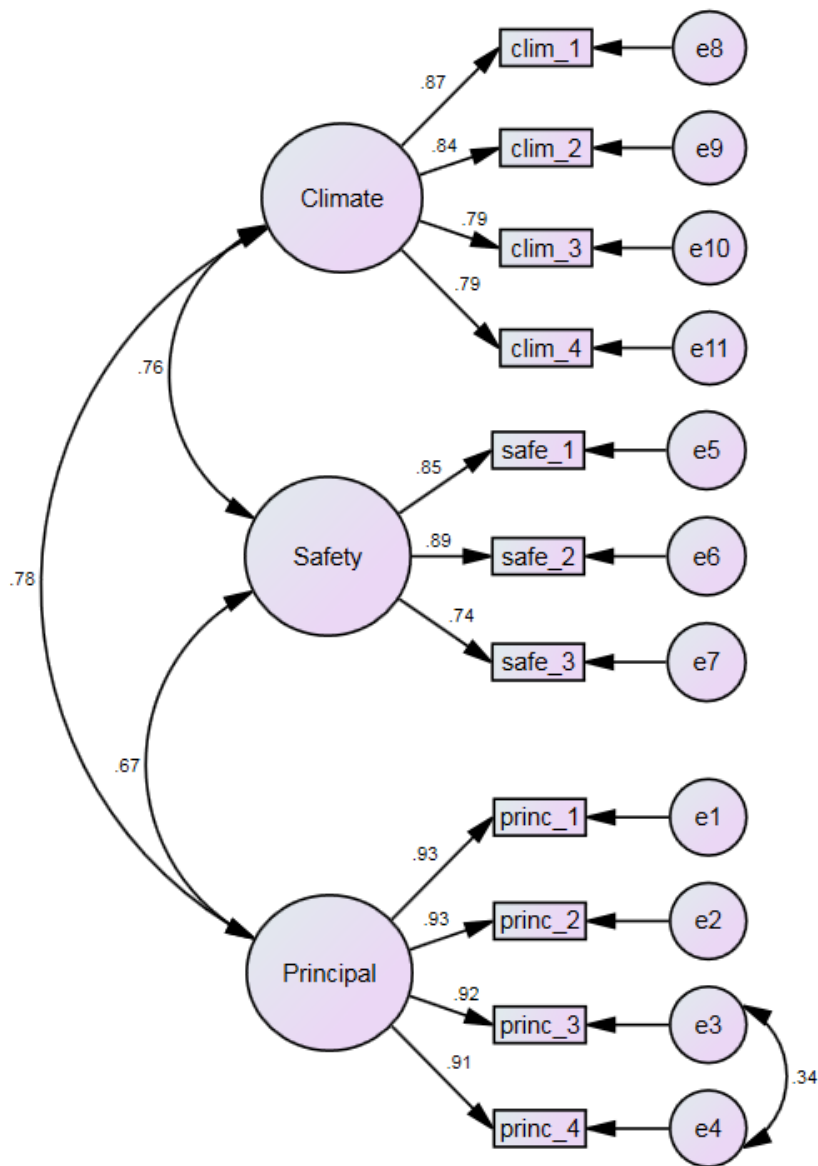 clim_1
e8
.87
clim_2
e9
.84
Climate
clim_3
e10
.79
clim_4
e11
.79
.76
safe_1
e5
.85
Safety
safe_2
e6
.89
safe_3
e7
.74
.78
.67
princ_1
e1
.93
princ_2
e2
.93
Principal
princ_3
e3
.92
princ_4
e4
.91
.34